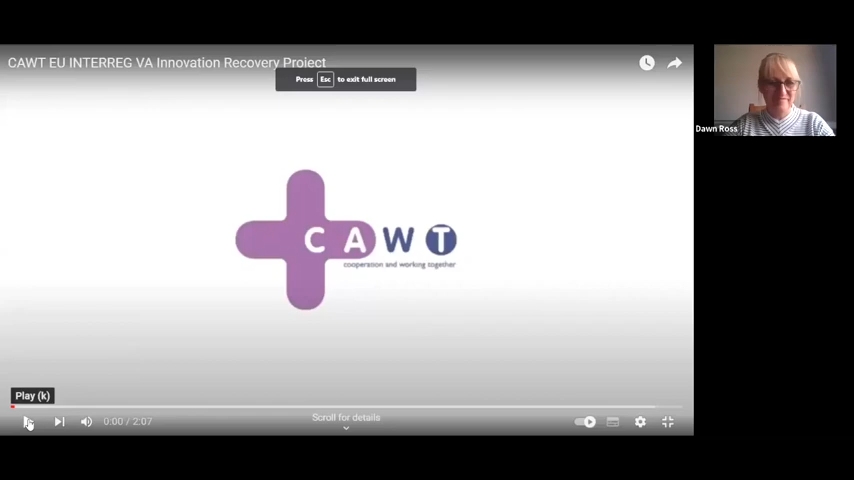 CAWT EU INTERREG VA Innovation Recovery Project
Press Esc to exit full screen
Dawn Ross
CAWT
cooperation and working together
Play (k)
0:00 / 2:07
Scroll for details